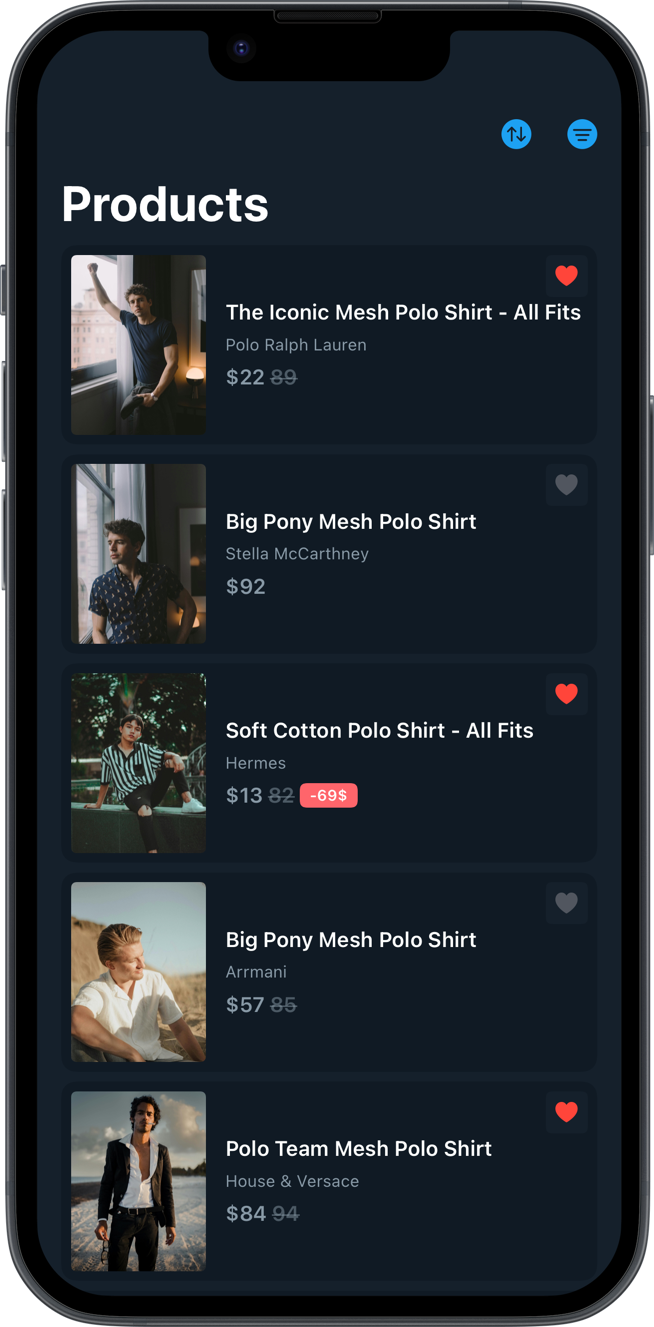 Products
The Iconic Mesh Polo Shirt - All Fits
Polo Ralph Lauren
$22 89
Big Pony Mesh Polo Shirt
Stella McCarthney
$92
Soft Cotton Polo Shirt - All Fits
Hermes
$13 82 -69$
Big Pony Mesh Polo Shirt
Arrmani
$57 85
Polo Team Mesh Polo Shirt
House & Versace
$84 94